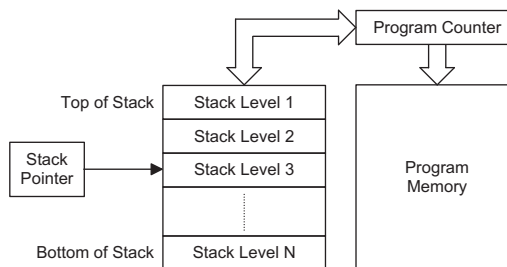 Program Counter
Top of Stack
Stack Level 1
Stack Level 2
Stack
Pointer
Stack Level 3
Program
Memory
Bottom of Stack
Stack Level N